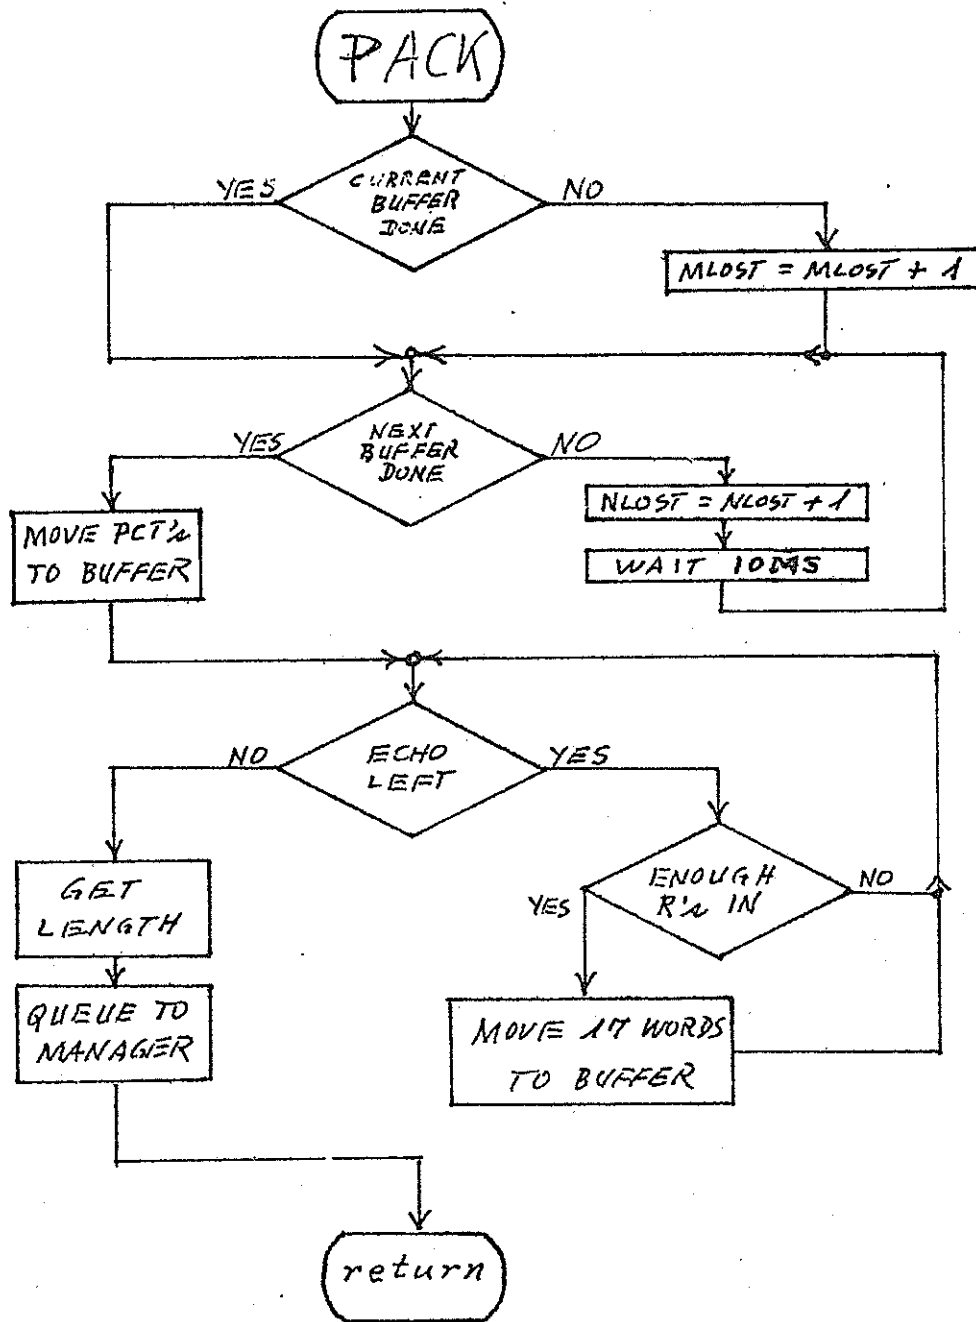 PACK
YES
CURRENT
BUFFER
DONE
NO
MLOST = MLOST + 1
YES
NEXT
BUFFER
DONE
NO
NLOST = NLOST + 1
WAIT 10MS
MOVE PCT's
TO BUFFER
NO
ECHO
LEFT
YES
GET
LENGTH
YES
ENOUGH
R's IN
NO
QUEUE TO
MANAGER
MOVE 17 WORDS
TO BUFFER
return